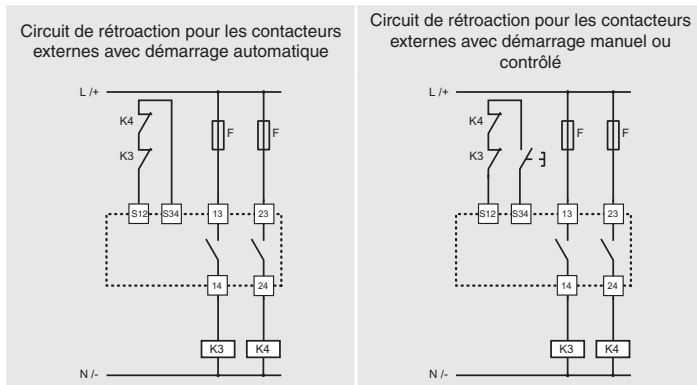 Circuit de rétroaction pour les contacteurs
externes avec démarrage automatique
L /+
K4
K3
F
F
S12
S34
13
23
14
24
K3
K4
N /-
Circuit de rétroaction pour les contacteurs
externes avec démarrage manuel ou
contrôlé
L /+
K4
K3
F
F
S12
S34
13
23
14
24
K3
K4
N /-